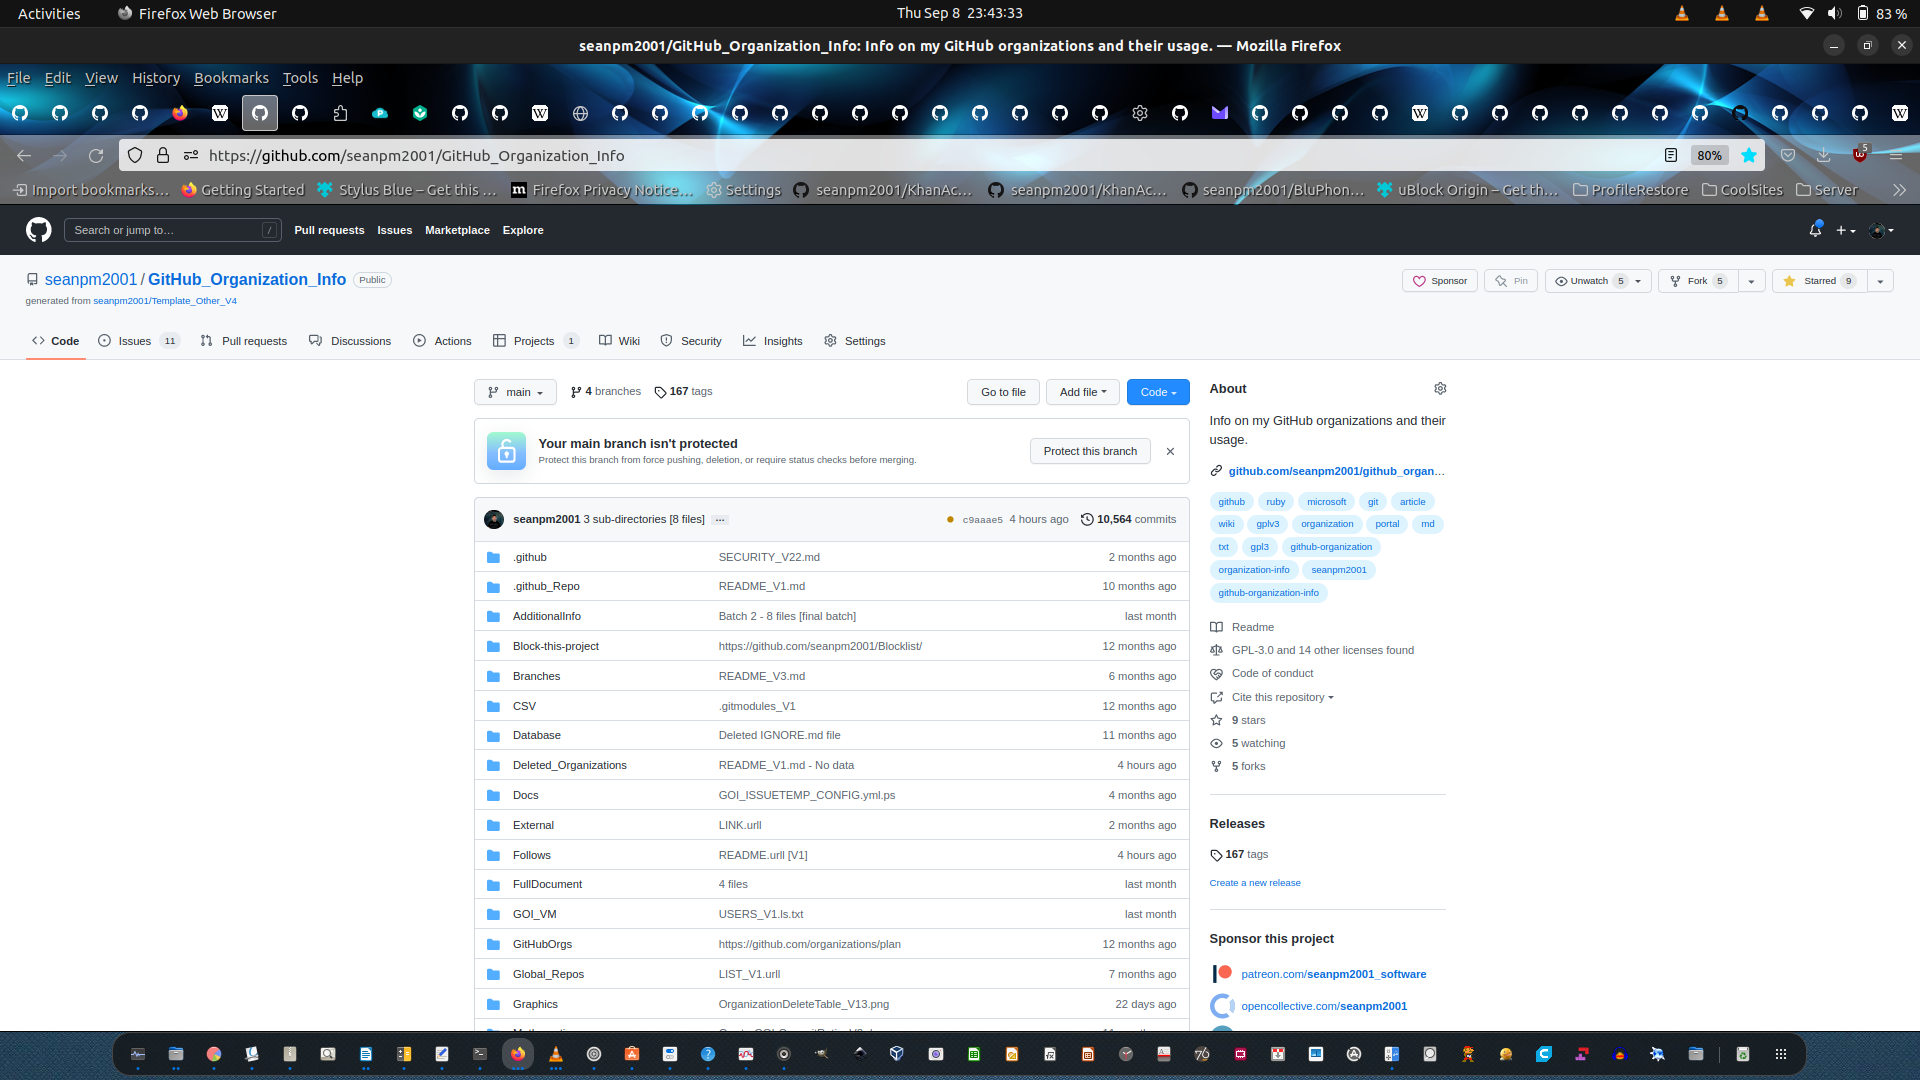 Activities
Firefox Web Browser
Thu Sep 8 23:43:33
83 %
seanpm2001/GitHub_Organization_Info: Info on my GitHub organizations and their usage. — Mozilla Firefox
File Edit View History Bookmarks Tools Help
https://github.com/seanpm2001/GitHub_Organization_Info
80%
5
Import bookmarks... Getting Started Stylus Blue – Get this ... Firefox Privacy Notice... Settings seanpm2001/KhanAc... seanpm2001/KhanAc... seanpm2001/BluPhon... uBlock Origin – Get th... ProfileRestore CoolSites Server
Search or jump to... / Pull requests Issues Marketplace Explore
seanpm2001 / GitHub_Organization_Info Public
generated from seanpm2001/Template_Other_V4
Sponsor Pin Unwatch 5 Fork 5 Starred 9
Code Issues 11 Pull requests Discussions Actions Projects 1 Wiki Security Insights Settings
main 4 branches 167 tags Go to file Add file Code
Your main branch isn't protected
Protect this branch from force pushing, deletion, or require status checks before merging.
Protect this branch
seanpm2001 3 sub-directories [8 files] ... c9aaae5 4 hours ago 10,564 commits
.github SECURITY_V22.md 2 months ago
.github_Repo README_V1.md 10 months ago
AdditionalInfo Batch 2 - 8 files [final batch] last month
Block-this-project https://github.com/seanpm2001/Blocklist/ 12 months ago
Branches README_V3.md 6 months ago
CSV .gitmodules_V1 12 months ago
Database Deleted IGNORE.md file 11 months ago
Deleted_Organizations README_V1.md - No data 4 hours ago
Docs GOI_ISSUETEMP_CONFIG.yml.ps 4 months ago
External LINK.urll 2 months ago
Follows README.urll [V1] 4 hours ago
FullDocument 4 files last month
GOI_VM USERS_V1.ls.txt last month
GitHubOrgs https://github.com/organizations/plan 12 months ago
Global_Repos LIST_V1.urll 7 months ago
Graphics OrganizationDeleteTable_V13.png 22 days ago
About
Info on my GitHub organizations and their
usage.
github.com/seanpm2001/github_organ...
github ruby microsoft git article
wiki gplv3 organization portal md
txt gpl3 github-organization
organization-info seanpm2001
github-organization-info
Readme
GPL-3.0 and 14 other licenses found
Code of conduct
Cite this repository
9 stars
5 watching
5 forks
Releases
167 tags
Create a new release
Sponsor this project
patreon.com/seanpm2001_software
opencollective.com/seanpm2001